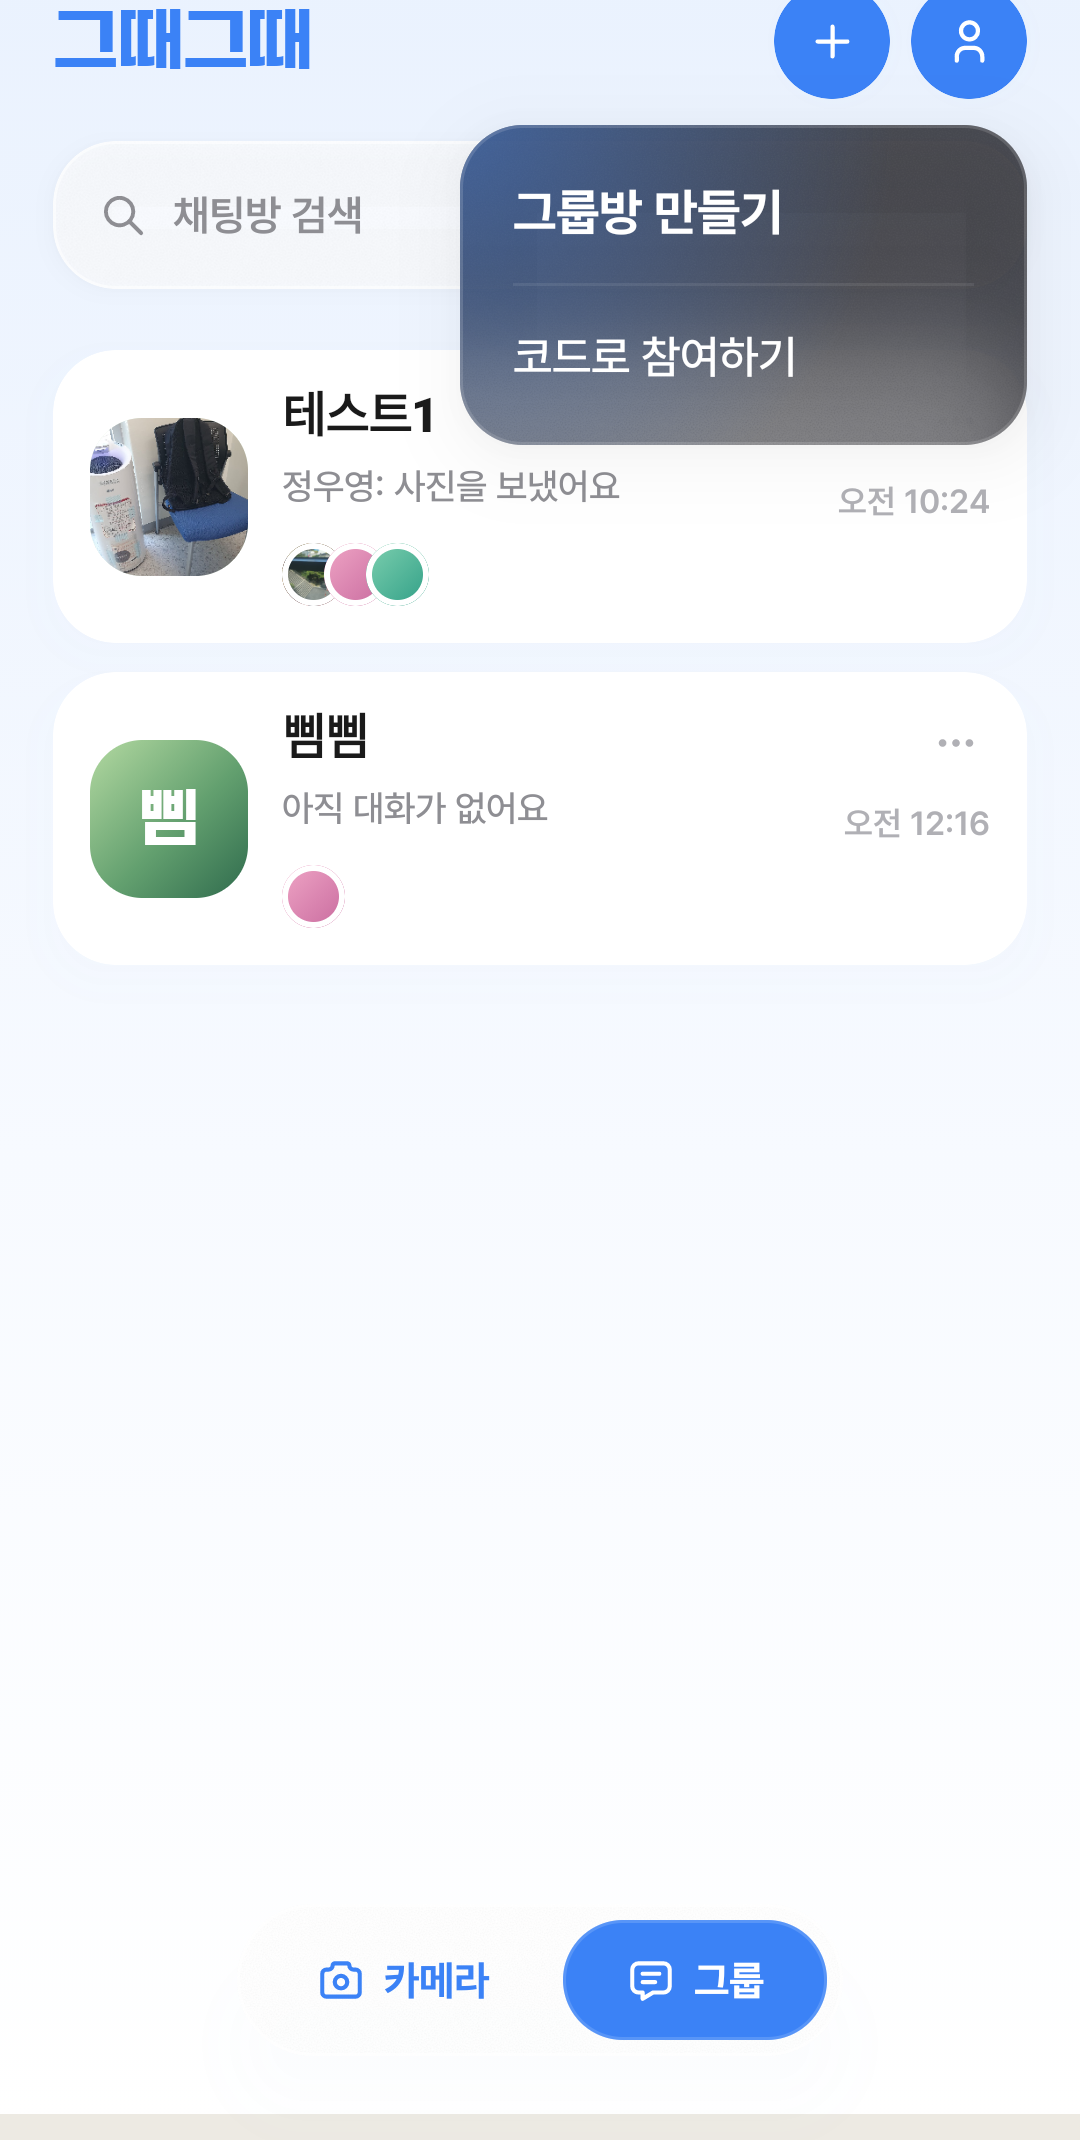 그때그때
채팅방 검색
그룹방 만들기
코드로 참여하기
테스트1
정우영: 사진을 보냈어요
오전 10:24
삠삠
삠
아직 대화가 없어요
오전 12:16
카메라
그룹